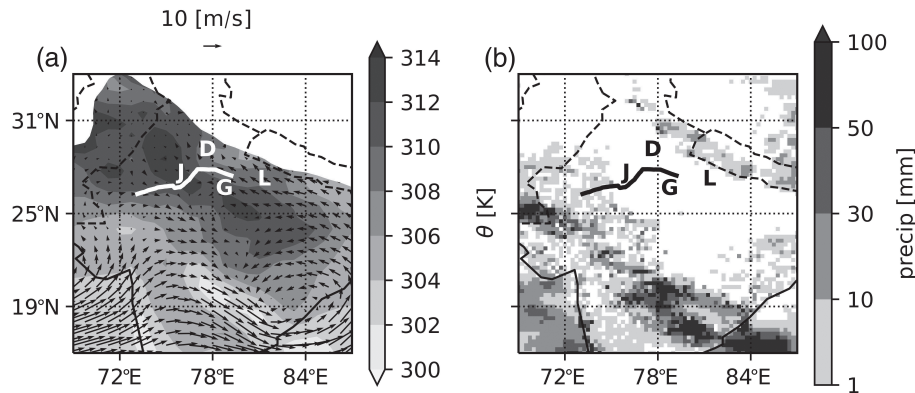 10 [m/s]
(a)
31°N
25°N
19°N
72°E
78°E
84°E
D
J
G
L
314
312
310
308
306
304
302
300
θ [K]
(b)
D
J
G
L
72°E
78°E
84°E
100
50
30
10
1
precip [mm]